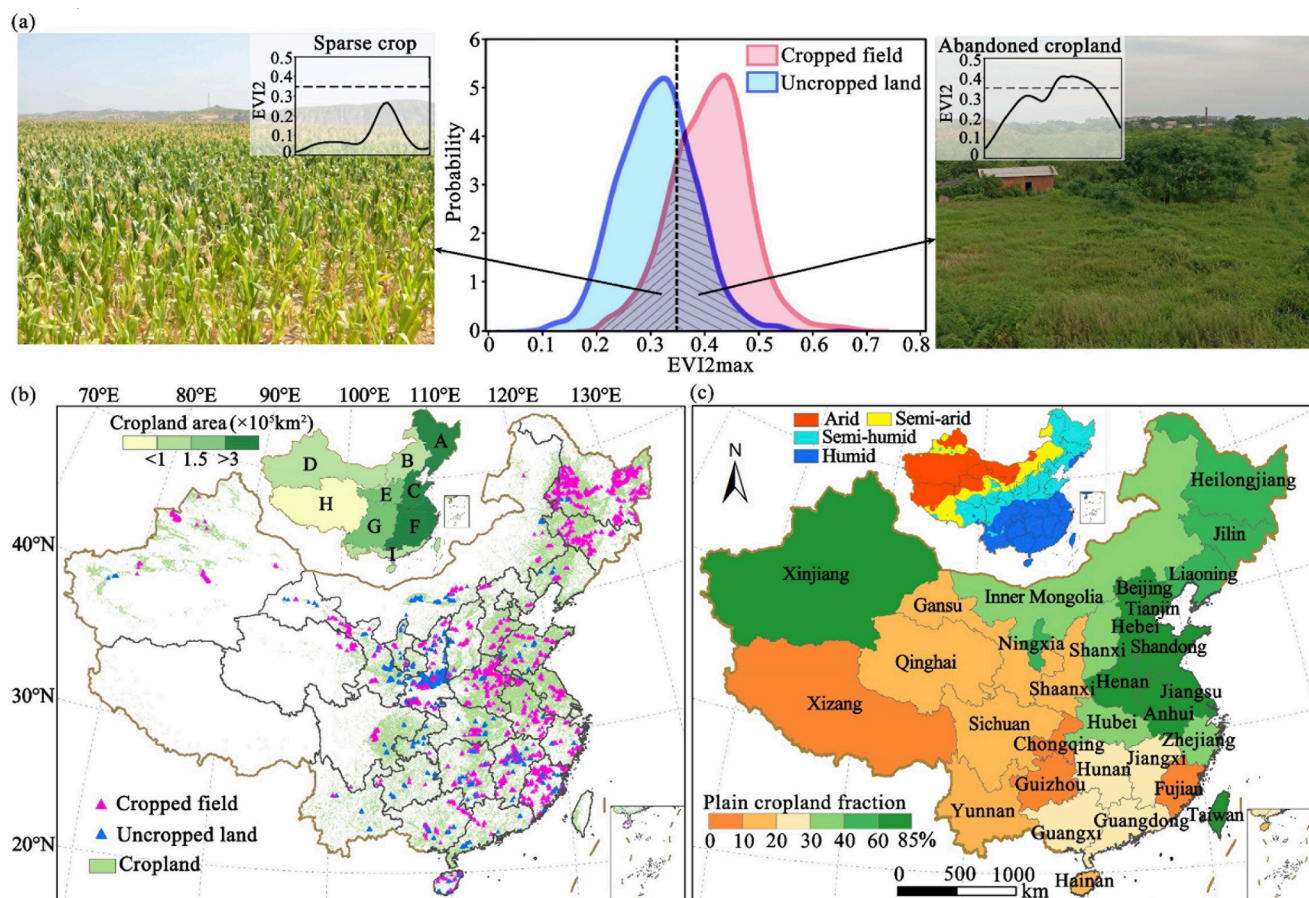 (a)
Sparse crop
0.5
0.4
0.3
0.2
0.1
0
EVI2
6
5
4
3
2
1
0
Probability
Cropped field
Uncropped land
0 0.1 0.2 0.3 0.4 0.5 0.6 0.7 0.8
EVI2max
Abandoned cropland
0.5
0.4
0.3
0.2
0.1
0
EVI2
(b)
70°E 80°E 90°E 100°E 110°E 120°E 130°E
Cropland area (×10⁵km²)
<1 1.5 >3
A
B
C
D
E
F
G
H
I
40°N
30°N
20°N
Cropped field
Uncropped land
Cropland
(c)
Arid Semi-arid
Semi-humid
Humid
N
Heilongjiang
Jilin
Liaoning
Xinjiang
Beijing
Tianjin
Gansu
Inner Mongolia
Hebei
Ningxia
Shanxi
Shandong
Qinghai
Shaanxi
Henan
Jiangsu
Xizang
Anhui
Sichuan
Hubei
Chongqing
Zhejiang
Hunan
Jiangxi
Guizhou
Fujian
Yunnan
Guangdong
Taiwan
Guangxi
Hainan
Plain cropland fraction
0 10 20 30 40 60 85%
0 500 1000
km